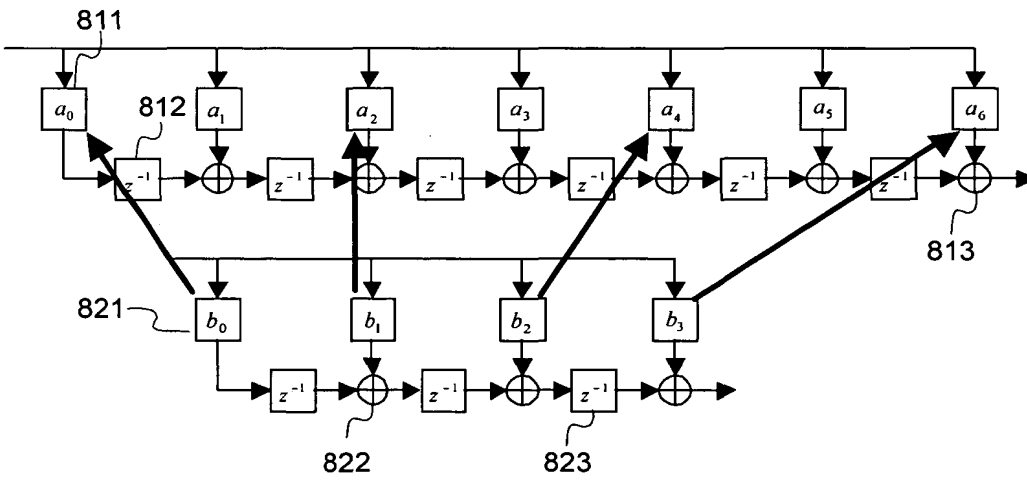 811
a₀ a₁ a₂ a₃ a₄ a₅ a₆
812
z⁻¹ z⁻¹ z⁻¹ z⁻¹ z⁻¹ z⁻¹
813
821
b₀ b₁ b₂ b₃
z⁻¹ z⁻¹ z⁻¹
822 823